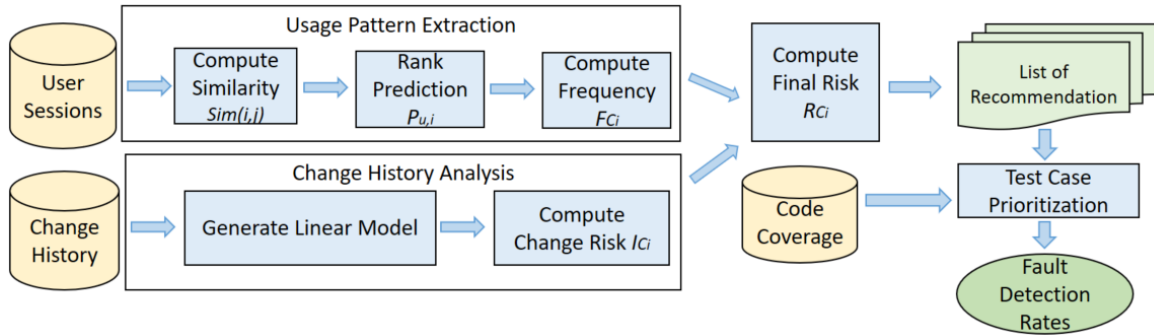 User
Sessions
Usage Pattern Extraction
Compute
Similarity
Sim(i,j)
Rank
Prediction
Pu,i
Compute
Frequency
FCi
Change
History
Change History Analysis
Generate Linear Model
Compute
Change Risk ICi
Compute
Final Risk
RCi
Code
Coverage
List of
Recommendation
Test Case
Prioritization
Fault
Detection
Rates